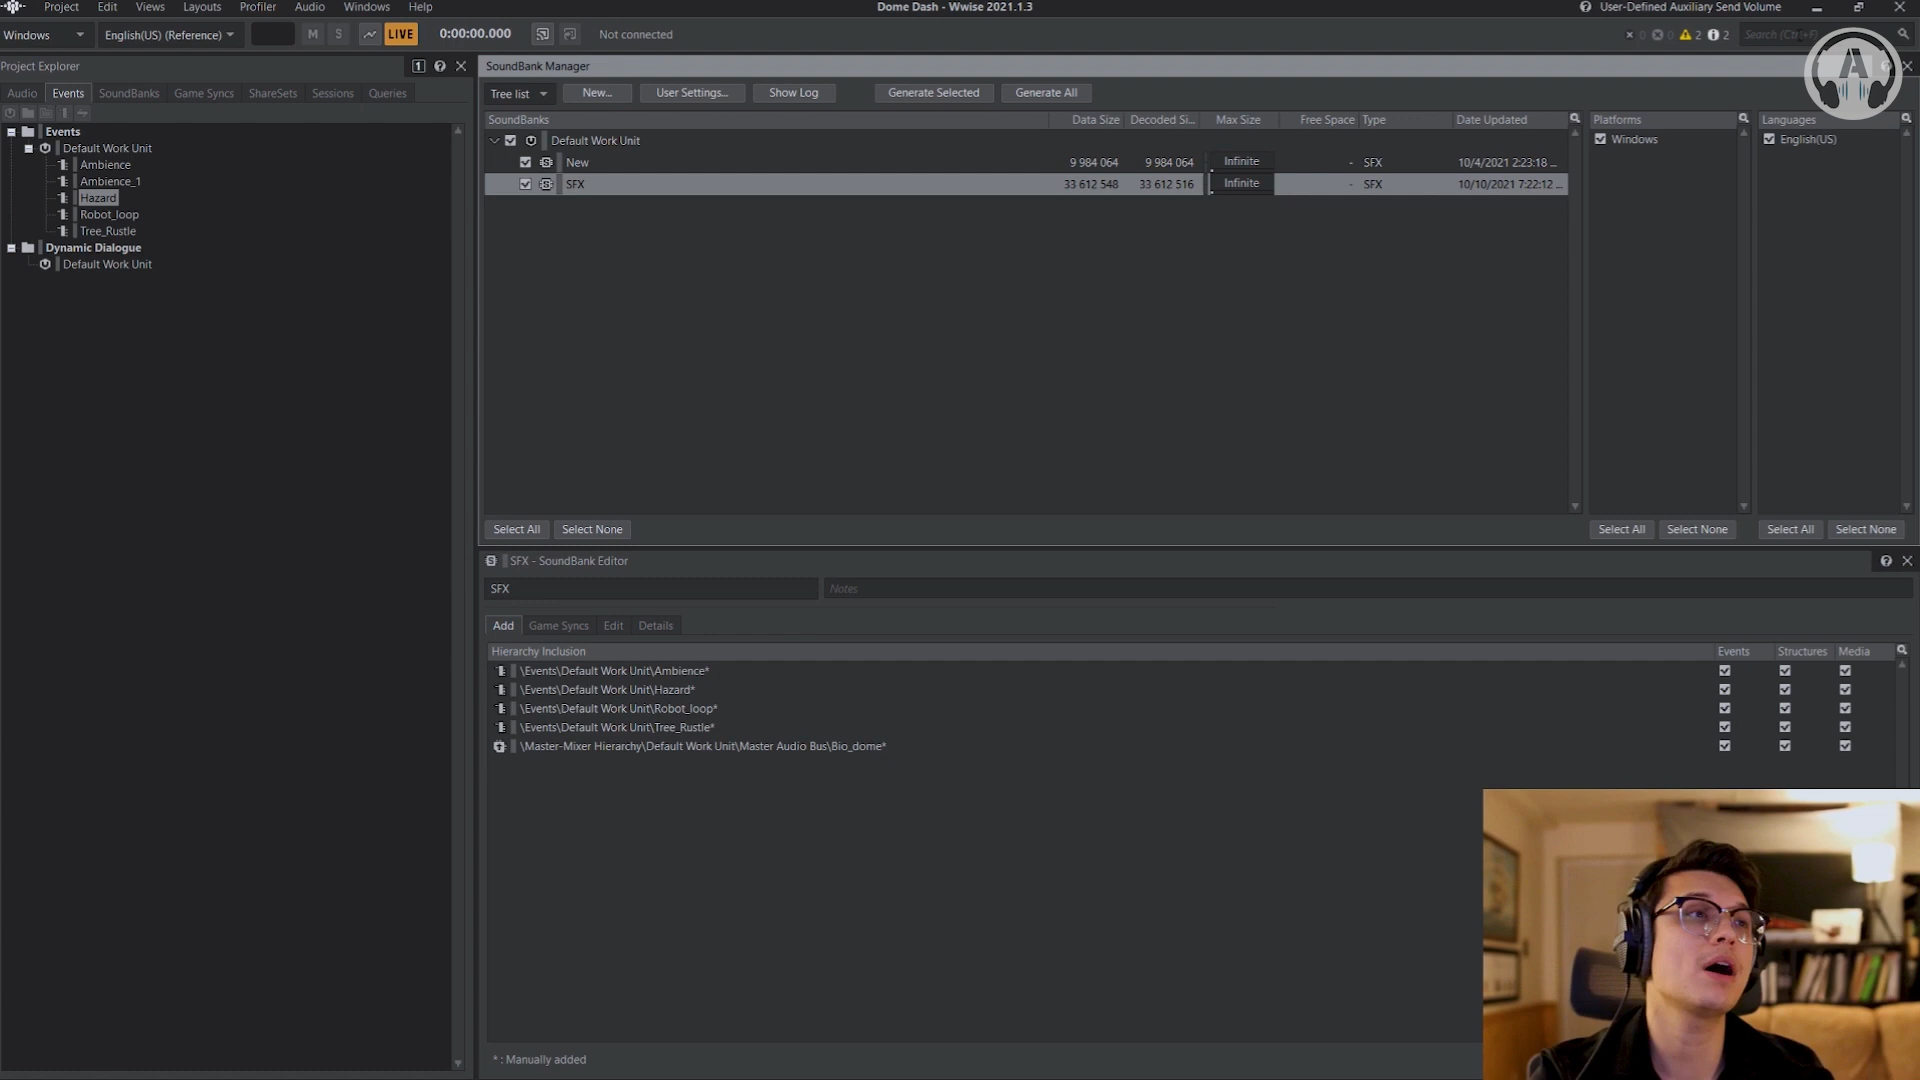 Project Edit Views Layouts Profiler Audio Windows Help
Dome Dash - Wwise 2021.1.3
User-Defined Auxiliary Send Volume
Windows English(US) (Reference) M S LIVE 0:00:00.000 Not connected
0 0 2 2 Search (Ctrl+F)
Project Explorer 1
SoundBank Manager
Audio Events SoundBanks Game Syncs ShareSets Sessions Queries
Tree list New... User Settings... Show Log Generate Selected Generate All
SoundBanks Data Size Decoded Si... Max Size Free Space Type Date Updated
Platforms
Languages
Events
Default Work Unit
Ambience
Ambience_1
Hazard
Robot_loop
Tree_Rustle
Dynamic Dialogue
Default Work Unit
Default Work Unit
New 9 984 064 9 984 064 Infinite - SFX 10/4/2021 2:23:18 ...
SFX 33 612 548 33 612 516 Infinite - SFX 10/10/2021 7:22:12 ...
Windows
English(US)
Select All Select None
Select All Select None
Select All Select None
SFX - SoundBank Editor
SFX
Notes
Add Game Syncs Edit Details
Hierarchy Inclusion Events Structures Media
\Events\Default Work Unit\Ambience*
\Events\Default Work Unit\Hazard*
\Events\Default Work Unit\Robot_loop*
\Events\Default Work Unit\Tree_Rustle*
\Master-Mixer Hierarchy\Default Work Unit\Master Audio Bus\Bio_dome*
* : Manually added